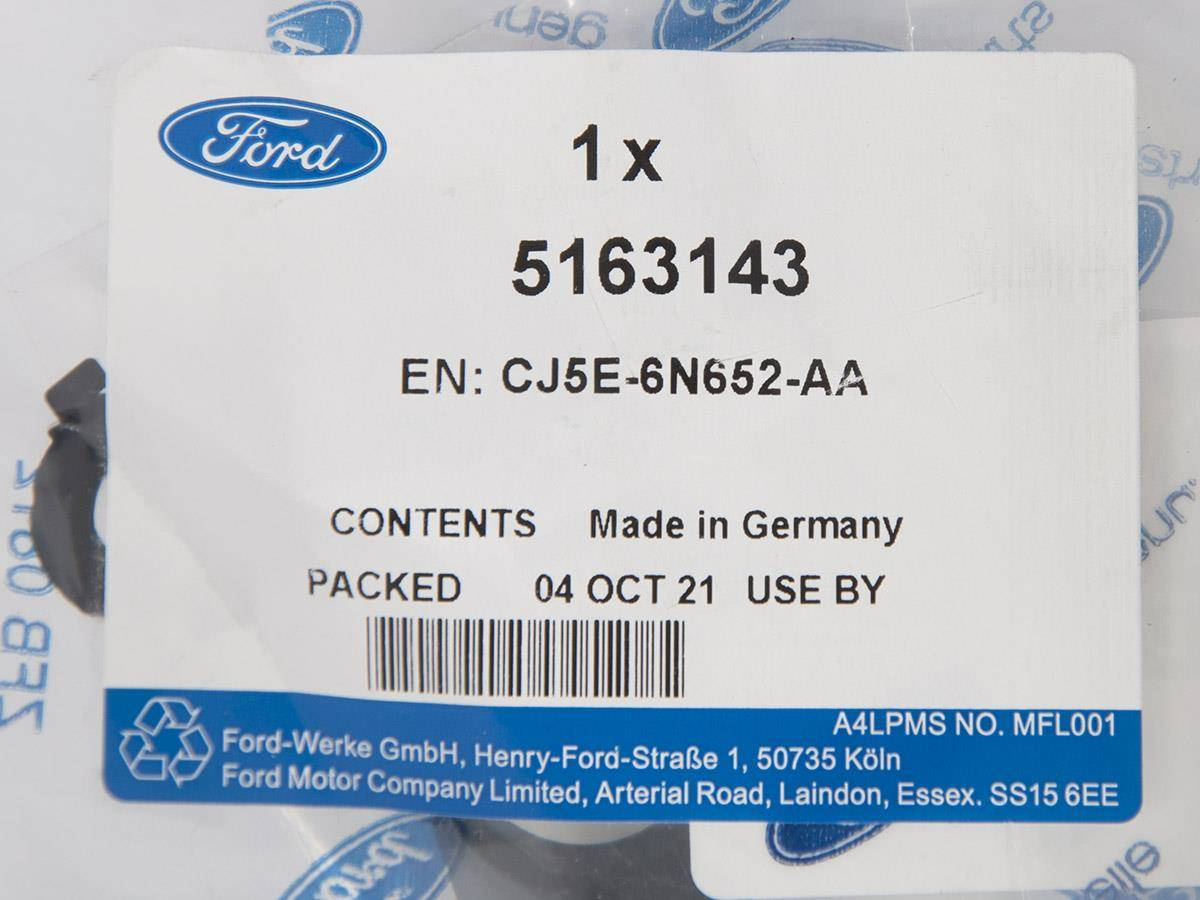 Ford
1 x
5163143
EN: CJ5E-6N652-AA
CONTENTS Made in Germany
PACKED 04 OCT 21 USE BY
A4LPMS NO. MFL001
Ford-Werke GmbH, Henry-Ford-Straße 1, 50735 Köln
Ford Motor Company Limited, Arterial Road, Laindon, Essex. SS15 6EE